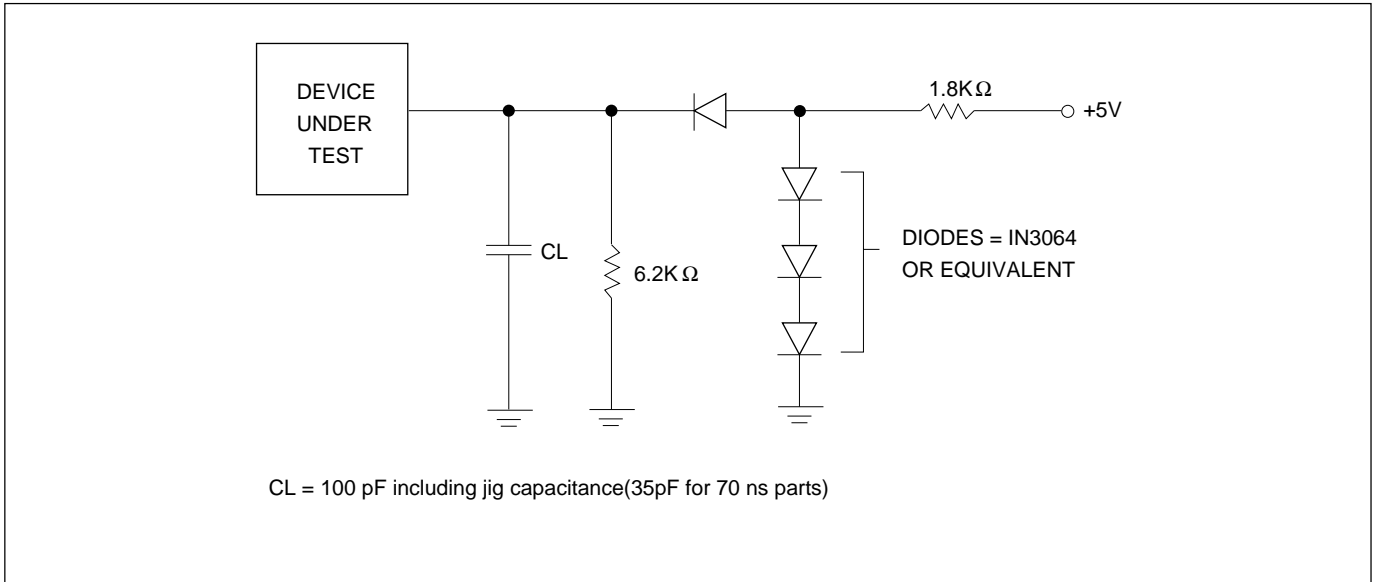 DEVICE
UNDER
TEST
1.8KΩ
+5V
CL
6.2KΩ
DIODES = IN3064
OR EQUIVALENT
CL = 100 pF including jig capacitance(35pF for 70 ns parts)